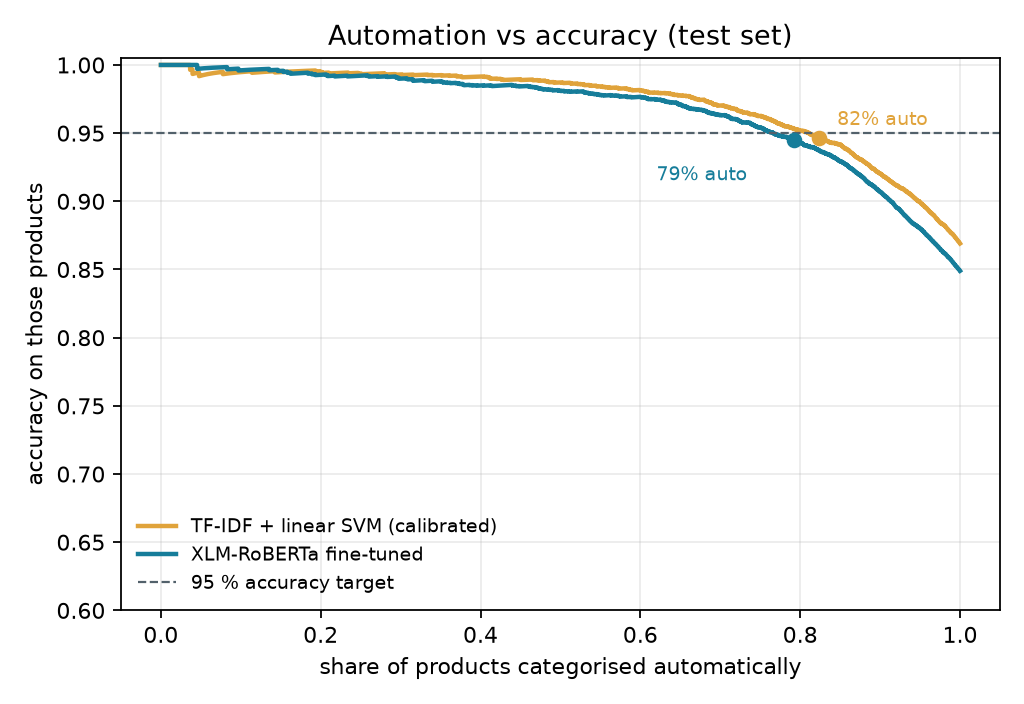 Automation vs accuracy (test set)
accuracy on those products
1.00
0.95
0.90
0.85
0.80
0.75
0.70
0.65
0.60
82% auto
79% auto
TF-IDF + linear SVM (calibrated)
XLM-RoBERTa fine-tuned
95 % accuracy target
0.0 0.2 0.4 0.6 0.8 1.0
share of products categorised automatically